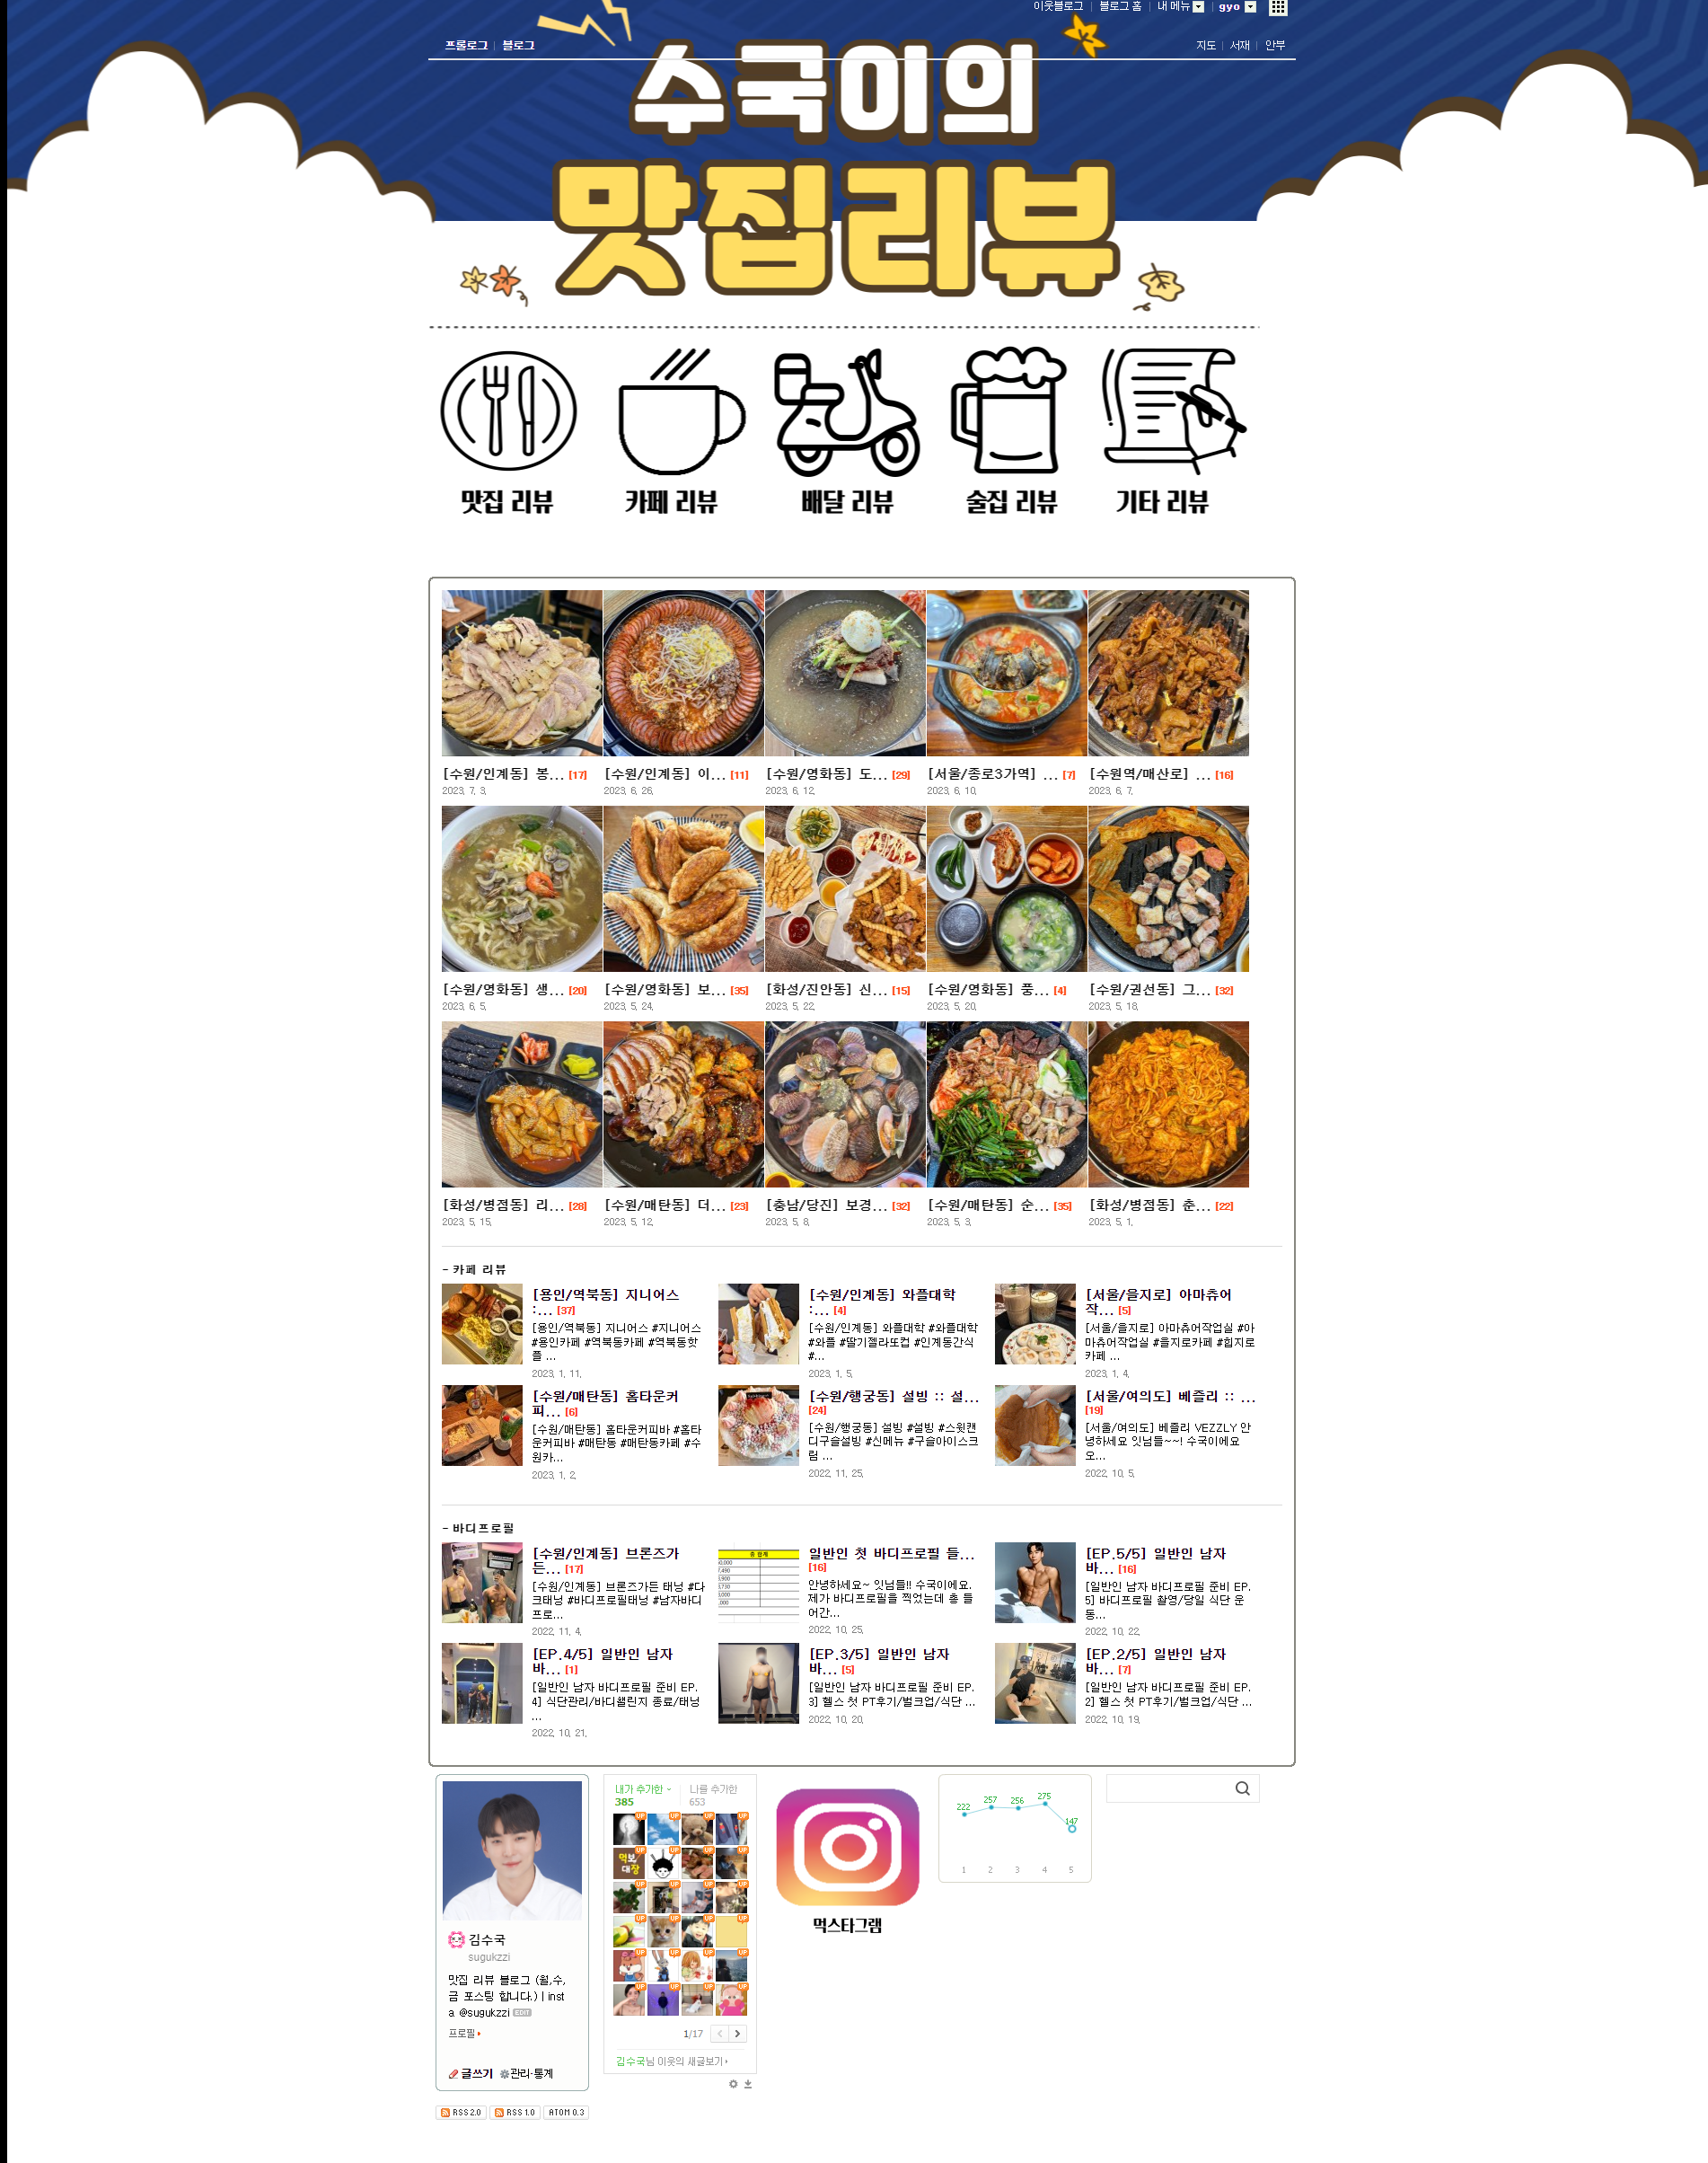 이웃블로그 | 블로그 홈 | 내 메뉴 | gyo
프롤로그 | 블로그
지도 | 서재 | 안부
수국이의
맛집리뷰
맛집 리뷰
카페 리뷰
배달 리뷰
술집 리뷰
기타 리뷰
[수원/인계동] 봉... [17]
2023. 7. 3.
[수원/인계동] 이... [11]
2023. 6. 26.
[수원/영화동] 도... [29]
2023. 6. 12.
[서울/종로3가역] ... [7]
2023. 6. 10.
[수원역/매산로] ... [16]
2023. 6. 7.
[수원/영화동] 생... [20]
2023. 6. 5.
[수원/영화동] 보... [35]
2023. 5. 24.
[화성/진안동] 신... [15]
2023. 5. 22.
[수원/영화동] 풍... [4]
2023. 5. 20.
[수원/권선동] 그... [32]
2023. 5. 18.
[화성/병점동] 리... [28]
2023. 5. 15.
[수원/매탄동] 더... [23]
2023. 5. 12.
[충남/당진] 보경... [32]
2023. 5. 8.
[수원/매탄동] 순... [35]
2023. 5. 3.
[화성/병점동] 춘... [22]
2023. 5. 1.
- 카페 리뷰
[용인/역북동] 지니어스
:... [37]
[용인/역북동] 지니어스 #지니어스
#용인카페 #역북동카페 #역북동핫
플 ...
2023. 1. 11.
[수원/인계동] 와플대학
:... [4]
[수원/인계동] 와플대학 #와플대학
#와플 #딸기젤라또컵 #인계동간식
#...
2023. 1. 5.
[서울/을지로] 아마츄어
작... [5]
[서울/을지로] 아마츄어작업실 #아
마츄어작업실 #을지로카페 #힙지로
카페 ...
2023. 1. 4.
[수원/매탄동] 홈타운커
피... [6]
[수원/매탄동] 홈타운커피바 #홈타
운커피바 #매탄동 #매탄동카페 #수
원카...
2023. 1. 2.
[수원/행궁동] 설빙 :: 설...
[24]
[수원/행궁동] 설빙 #설빙 #스윗캔
디구슬설빙 #신메뉴 #구슬아이스크
림 ...
2022. 11. 25.
[서울/여의도] 베즐리 :: ...
[19]
[서울/여의도] 베즐리 VEZZLY 안
녕하세요 잇님들~~! 수국이에요
오...
2022. 10. 5.
- 바디프로필
[수원/인계동] 브론즈가
든... [17]
[수원/인계동] 브론즈가든 태닝 #다
크태닝 #바디프로필태닝 #남자바디
프로...
2022. 11. 4.
총 합계
일반인 첫 바디프로필 들...
[16]
안녕하세요~ 잇님들!! 수국이에요.
제가 바디프로필을 찍었는데 총 들
어간...
2022. 10. 25.
[EP.5/5] 일반인 남자
바... [16]
[일반인 남자 바디프로필 준비 EP.
5] 바디프로필 촬영/당일 식단 운
동...
2022. 10. 22.
[EP.4/5] 일반인 남자
바... [1]
[일반인 남자 바디프로필 준비 EP.
4] 식단관리/바디챌린지 종료/태닝
...
2022. 10. 21.
[EP.3/5] 일반인 남자
바... [5]
[일반인 남자 바디프로필 준비 EP.
3] 헬스 첫 PT후기/벌크업/식단 ...
2022. 10. 20.
[EP.2/5] 일반인 남자
바... [7]
[일반인 남자 바디프로필 준비 EP.
2] 헬스 첫 PT후기/벌크업/식단 ...
2022. 10. 19.
김수국
sugukzzi
맛집 리뷰 블로그 (월,수,
금 포스팅 합니다.) | inst
a @sugukzzi EDIT
프로필
글쓰기 관리·통계
RSS 2.0 RSS 1.0 ATOM 0.3
내가 추가한
385
나를 추가한
653
먹보
대장
1/17
김수국님 이웃의 새글보기
먹스타그램
222 257 256 275 147
1 2 3 4 5